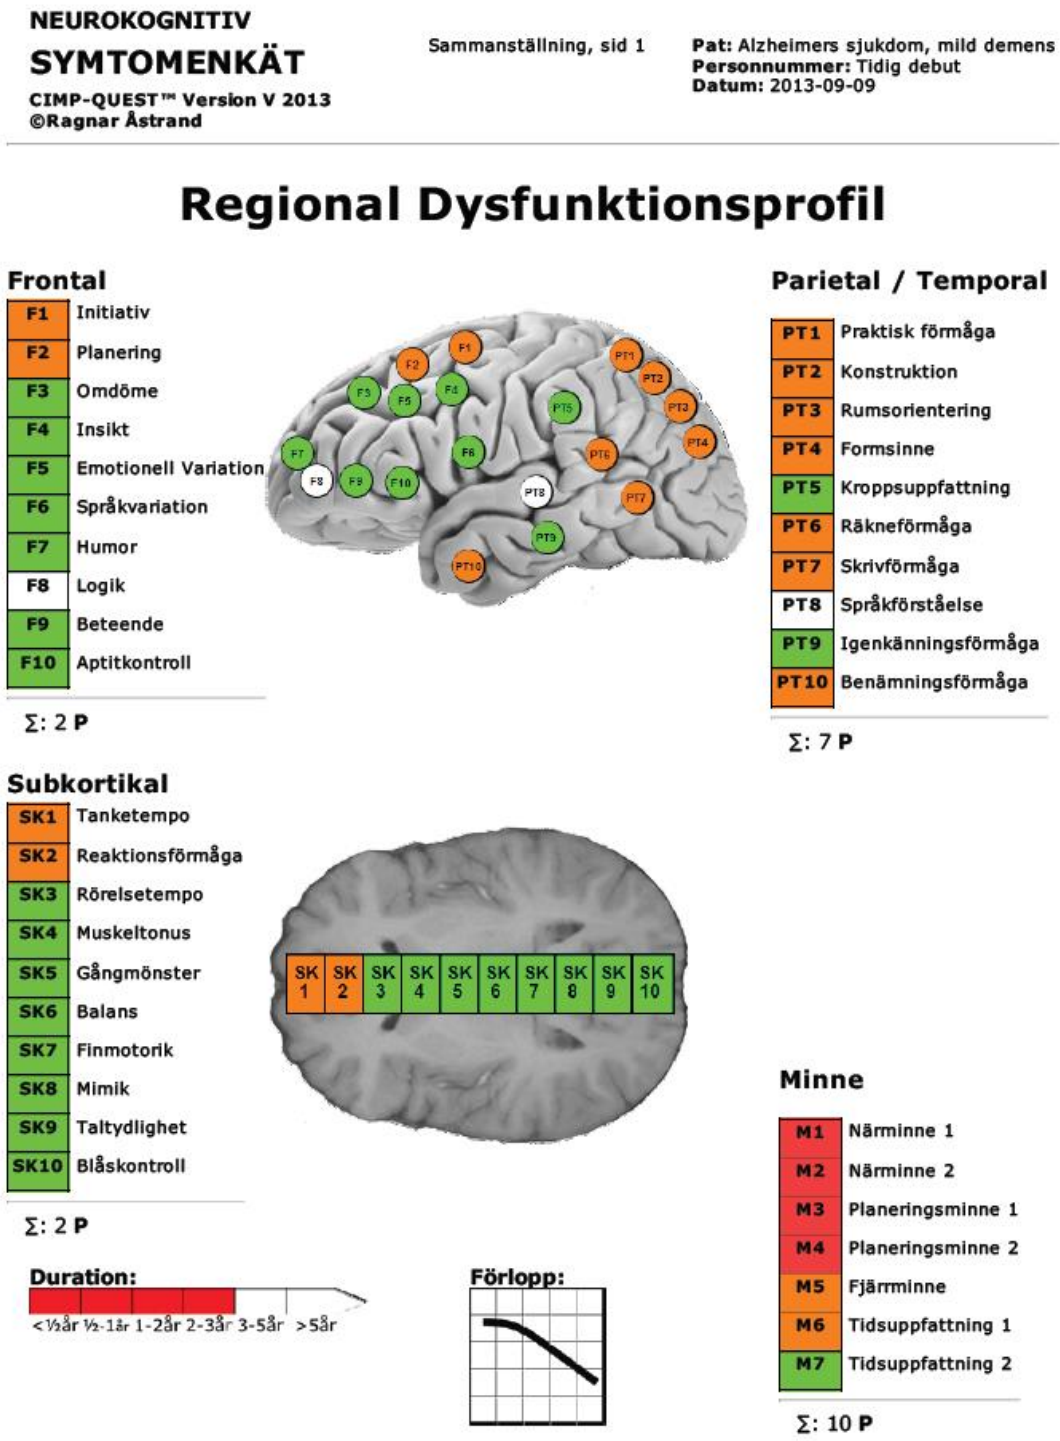 NEUROKOGNITIV
SYMTOMENKÄT
CIMP-QUEST™ Version V 2013
©Ragnar Åstrand
Sammanställning, sid 1
Pat: Alzheimers sjukdom, mild demens
Personnummer: Tidig debut
Datum: 2013-09-09
Regional Dysfunktionsprofil
Frontal
F1 Initiativ
F2 Planering
F3 Omdöme
F4 Insikt
F5 Emotionell Variation
F6 Språkvariation
F7 Humor
F8 Logik
F9 Beteende
F10 Aptitkontroll
Σ: 2 P
F1
F2
F3
F5
F4
F7
F8
F9
F10
F6
PT1
PT2
PT3
PT4
PT5
PT6
PT7
PT8
PT9
PT10
Parietal / Temporal
PT1 Praktisk förmåga
PT2 Konstruktion
PT3 Rumsorientering
PT4 Formsinne
PT5 Kroppsuppfattning
PT6 Räkneförmåga
PT7 Skrivförmåga
PT8 Språkförståelse
PT9 Igenkänningsförmåga
PT10 Benämningsförmåga
Σ: 7 P
Subkortikal
SK1 Tanketempo
SK2 Reaktionsförmåga
SK3 Rörelsetempo
SK4 Muskeltonus
SK5 Gångmönster
SK6 Balans
SK7 Finmotorik
SK8 Mimik
SK9 Taltydlighet
SK10 Blåskontroll
Σ: 2 P
SK SK SK SK SK SK SK SK SK SK
1 2 3 4 5 6 7 8 9 10
Minne
M1 Närminne 1
M2 Närminne 2
M3 Planeringsminne 1
M4 Planeringsminne 2
M5 Fjärrminne
M6 Tidsuppfattning 1
M7 Tidsuppfattning 2
Σ: 10 P
Duration:
<½år ½-1år 1-2år 2-3år 3-5år >5år
Förlopp: